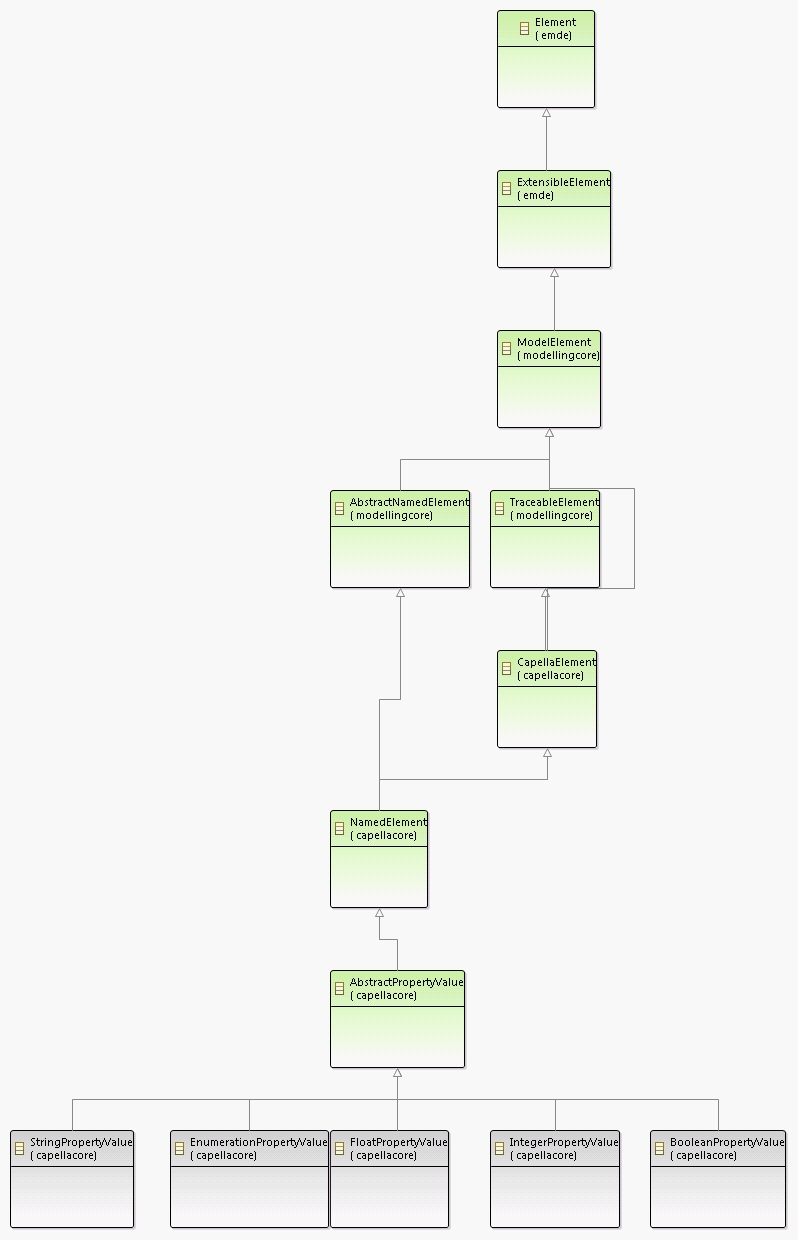 Element
( emde)
ExtensibleElement
( emde)
ModelElement
( modellingcore)
AbstractNamedElement
( modellingcore)
TraceableElement
( modellingcore)
CapellaElement
( capellacore)
NamedElement
( capellacore)
AbstractPropertyValue
( capellacore)
StringPropertyValue
( capellacore)
EnumerationPropertyValue
( capellacore)
FloatPropertyValue
( capellacore)
IntegerPropertyValue
( capellacore)
BooleanPropertyValue
( capellacore)